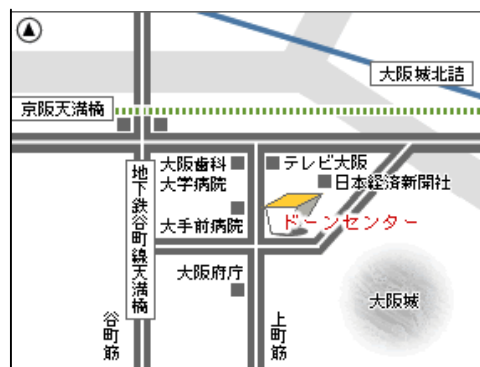 大阪城北詰
京阪天満橋
大阪歯科
大学病院
テレビ大阪
日本経済新聞社
地下鉄谷町線天満橋
大手前病院
ドーンセンター
大阪府庁
大阪城
谷町筋
上町筋